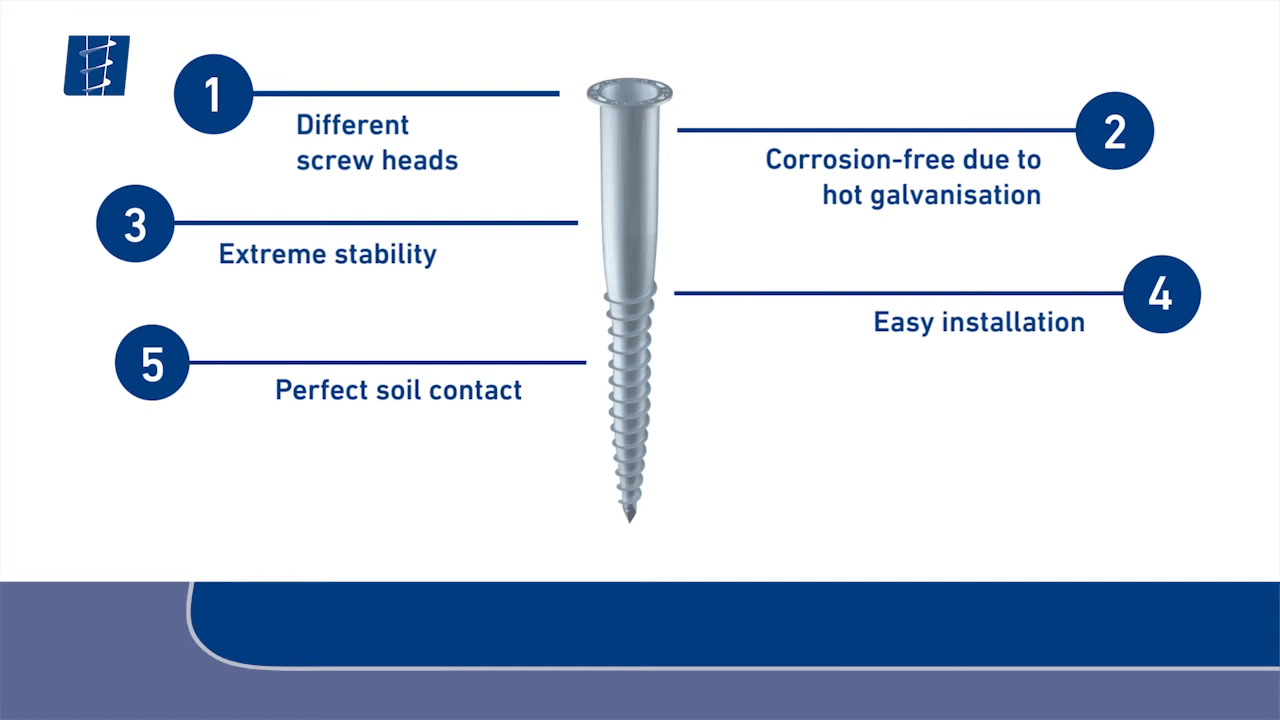 1
Different
screw heads
2
Corrosion-free due to
hot galvanisation
3
Extreme stability
4
Easy installation
5
Perfect soil contact